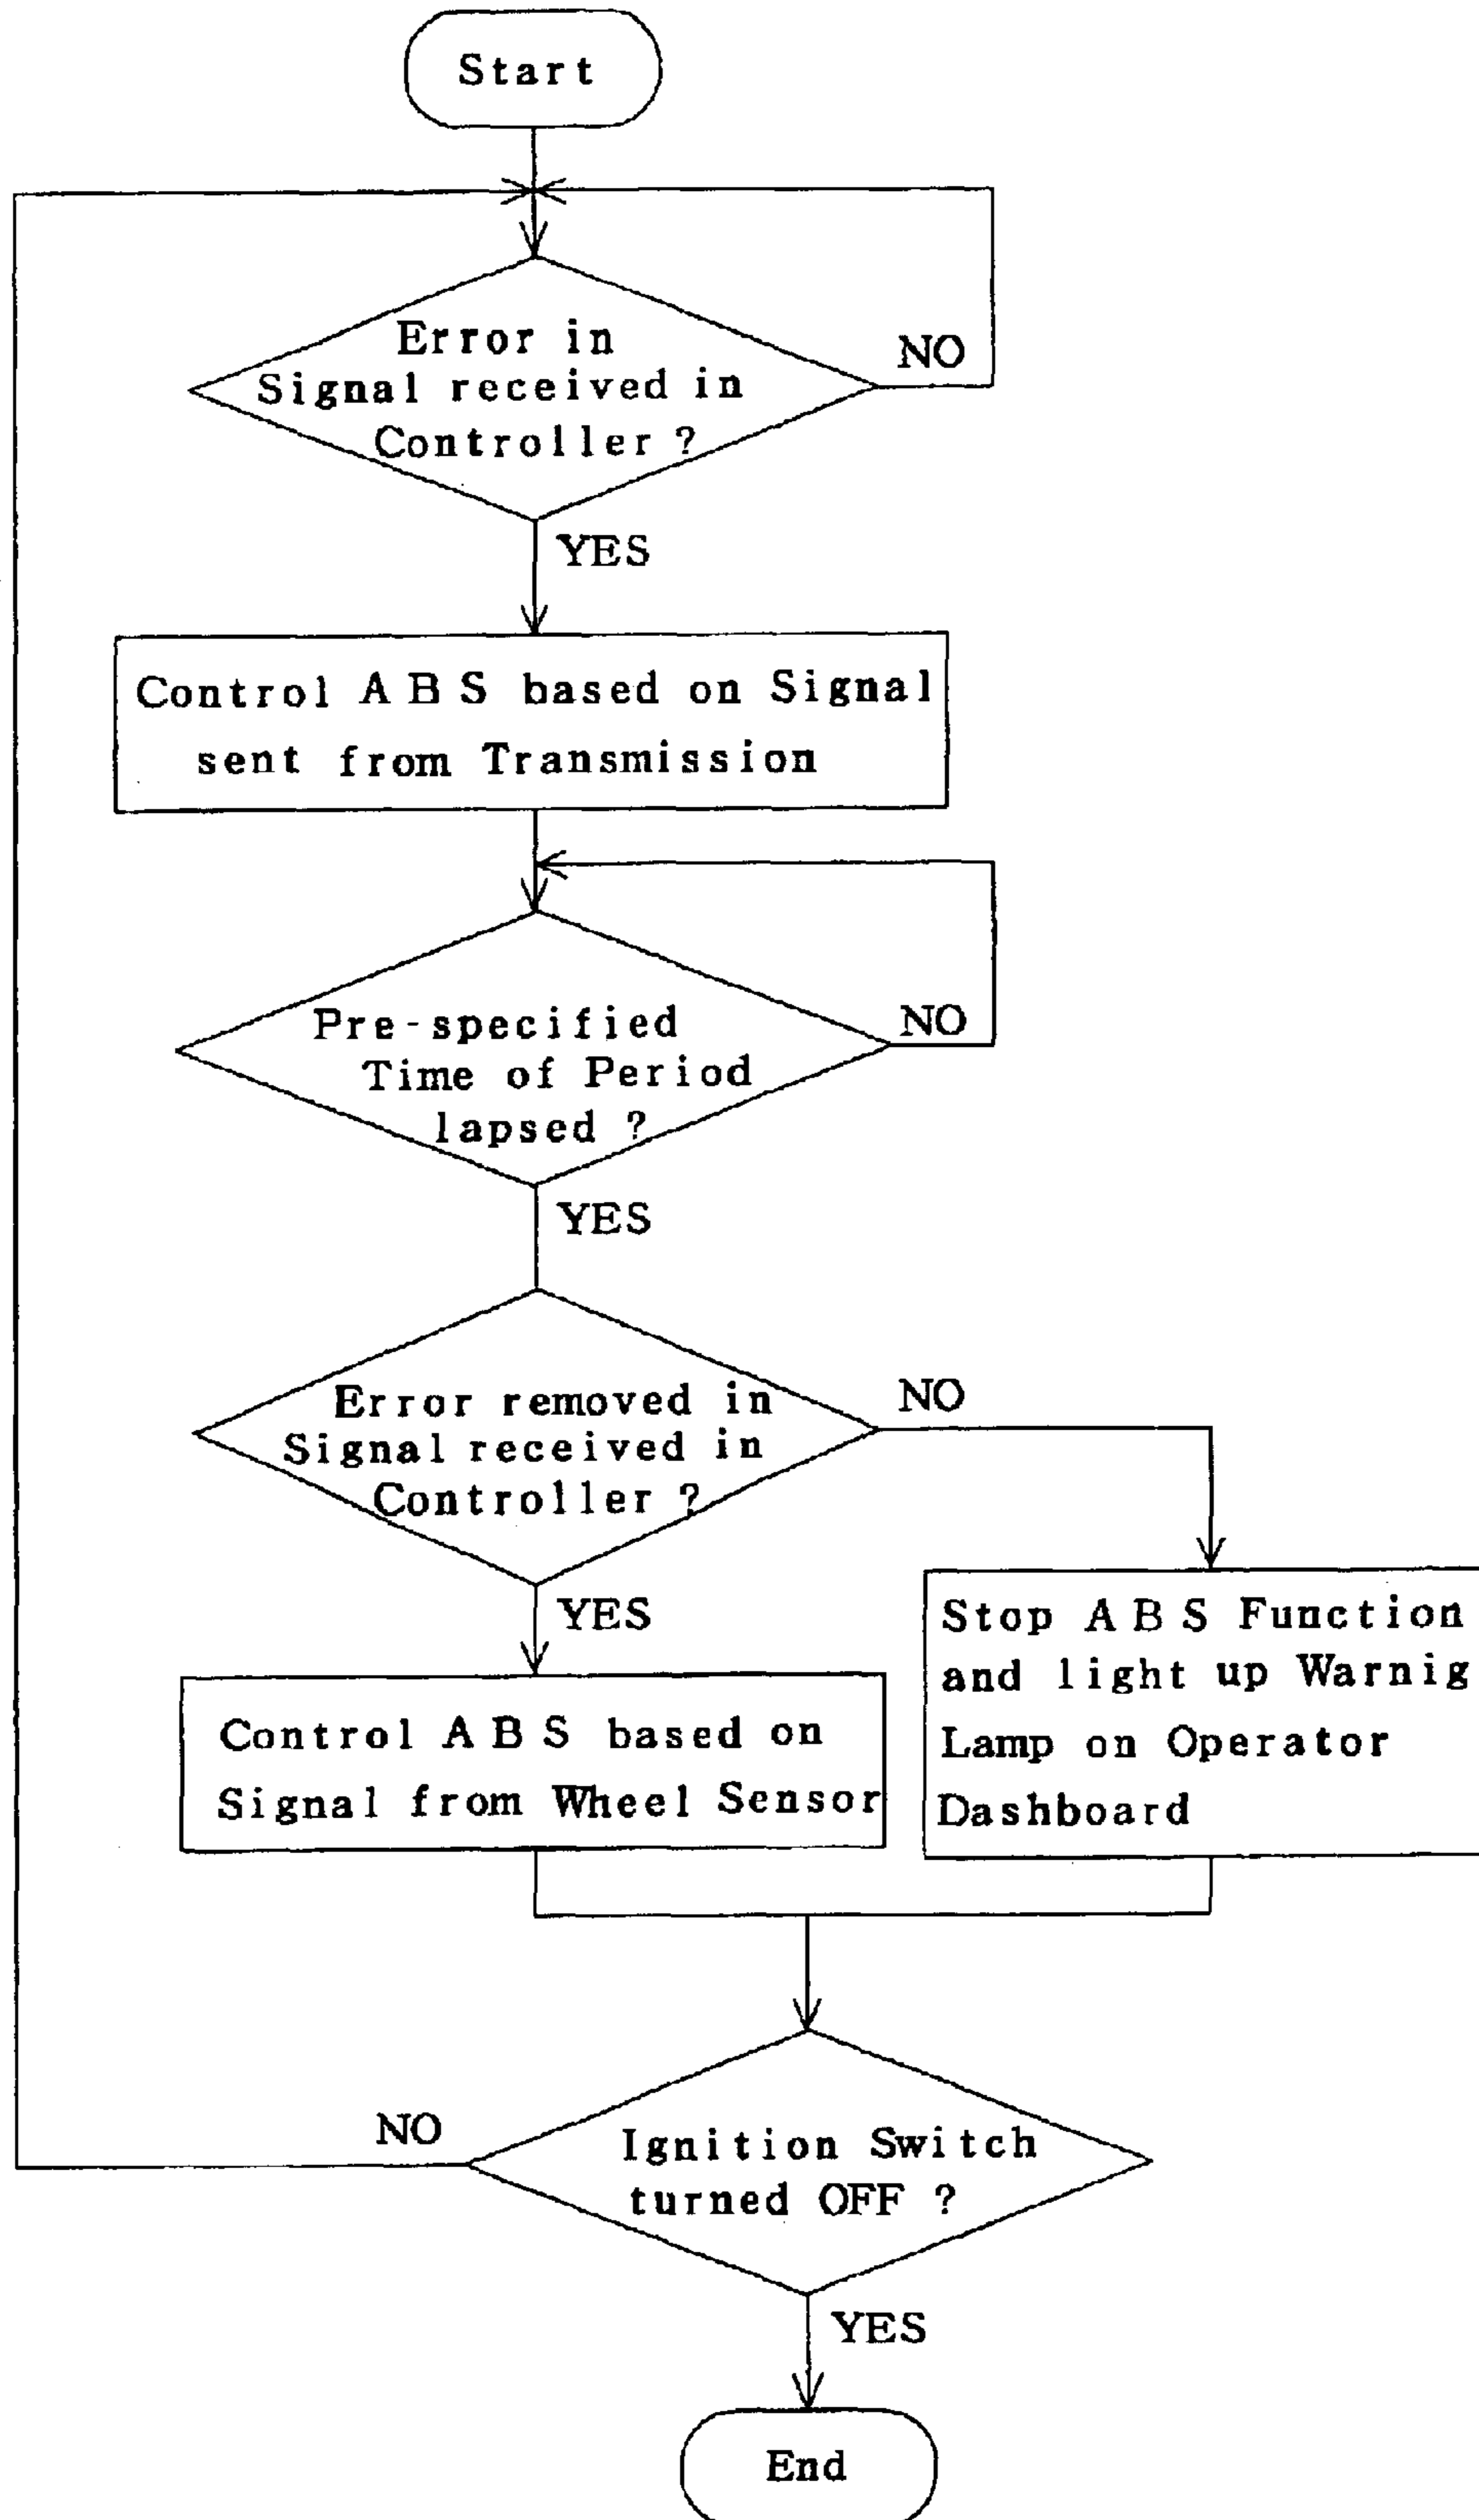 Start
Error in
Signal received in
Controller ?
NO
YES
Control ABS based on Signal
sent from Transmission
Pre-specified
Time of Period
lapsed ?
NO
YES
Error removed in
Signal received in
Controller ?
NO
YES
Stop ABS Function
and light up Warnig
Lamp on Operator
Dashboard
Control ABS based on
Signal from Wheel Sensor
NO
Ignition Switch
turned OFF ?
YES
End